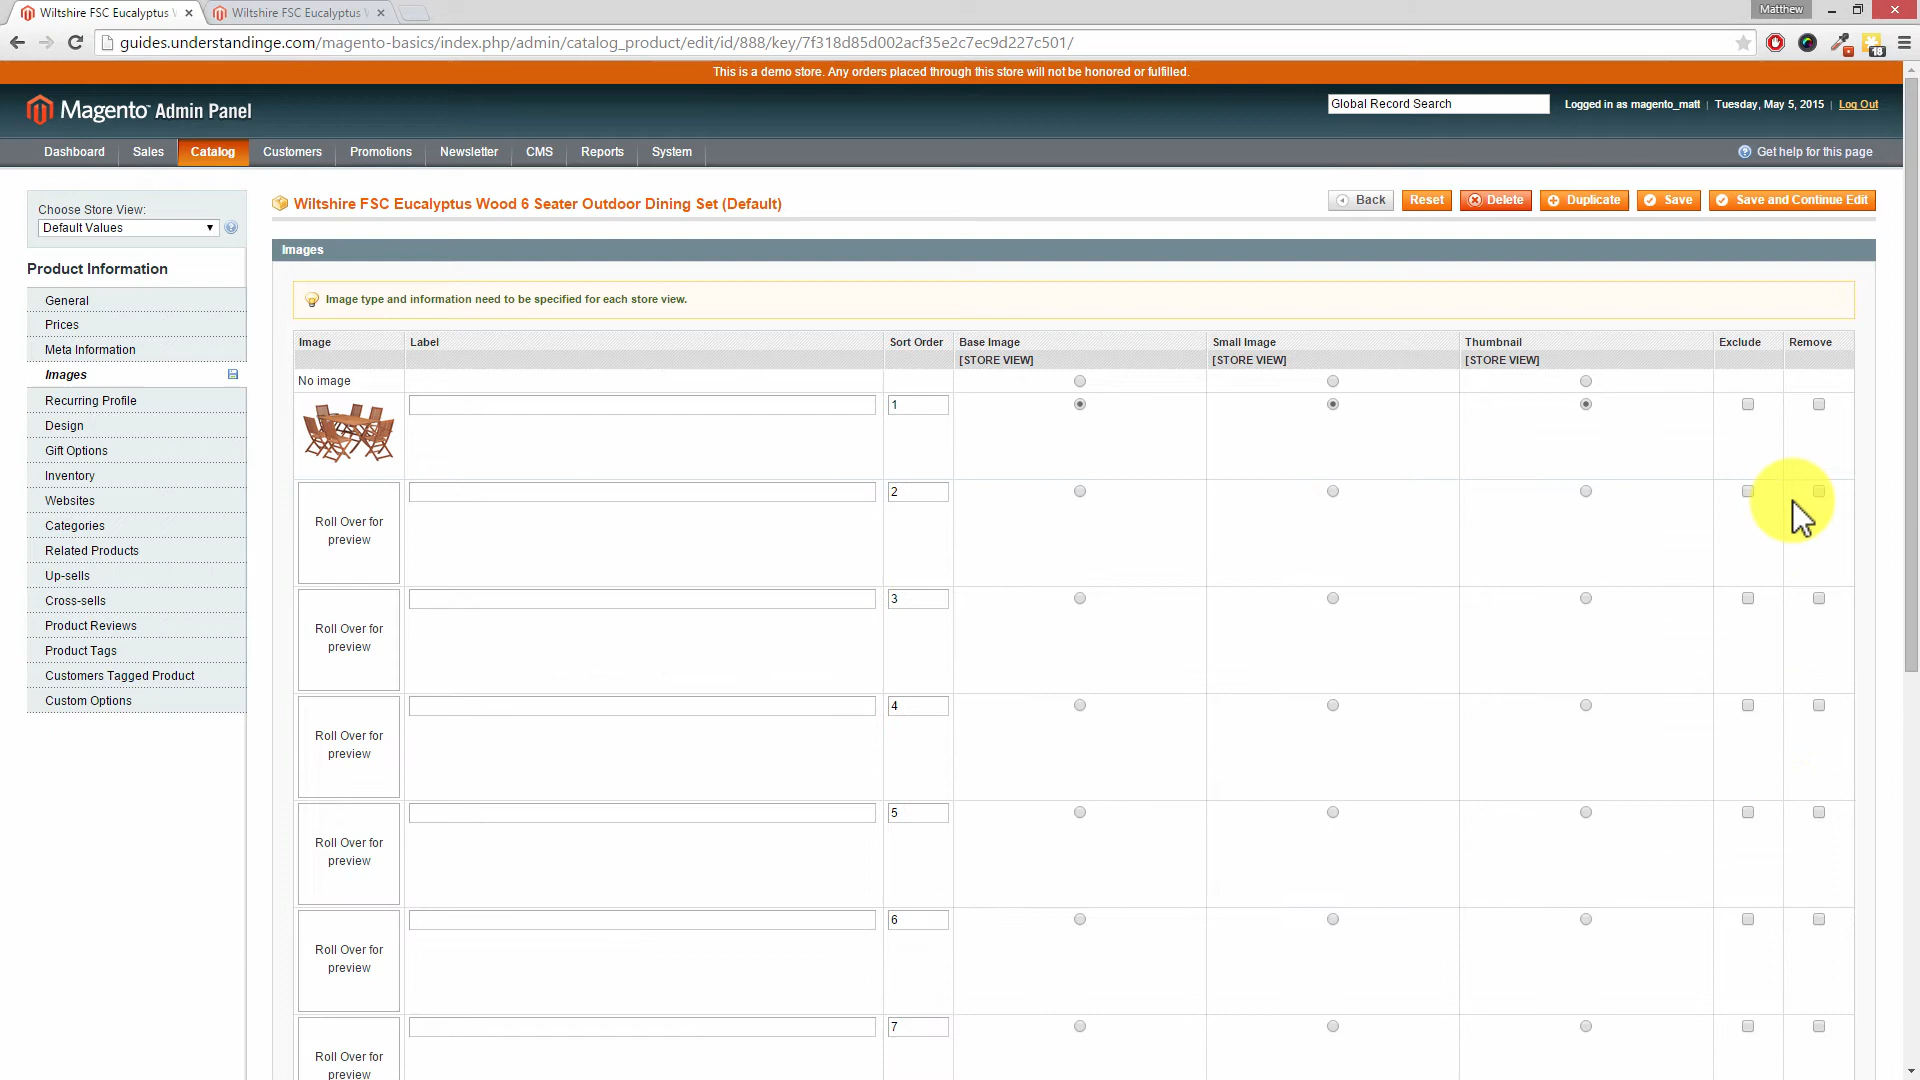 Wiltshire FSC Eucalyptus W
Wiltshire FSC Eucalyptus W
Matthew
guides.understandinge.com/magento-basics/index.php/admin/catalog_product/edit/id/888/key/7f318d85d002acf35e2c7ec9d227c501/
18
This is a demo store. Any orders placed through this store will not be honored or fulfilled.
Magento™ Admin Panel
Global Record Search
Logged in as magento_matt | Tuesday, May 5, 2015 | Log Out
Dashboard Sales Catalog Customers Promotions Newsletter CMS Reports System
Get help for this page
Choose Store View:
Default Values
Product Information
General
Prices
Meta Information
Images
Recurring Profile
Design
Gift Options
Inventory
Websites
Categories
Related Products
Up-sells
Cross-sells
Product Reviews
Product Tags
Customers Tagged Product
Custom Options
Wiltshire FSC Eucalyptus Wood 6 Seater Outdoor Dining Set (Default)
Back Reset Delete Duplicate Save Save and Continue Edit
Images
Image type and information need to be specified for each store view.
Image Label Sort Order Base Image Small Image Thumbnail Exclude Remove
[STORE VIEW] [STORE VIEW] [STORE VIEW]
No image
1
2
Roll Over for
preview
3
Roll Over for
preview
4
Roll Over for
preview
5
Roll Over for
preview
6
Roll Over for
preview
7
Roll Over for
preview